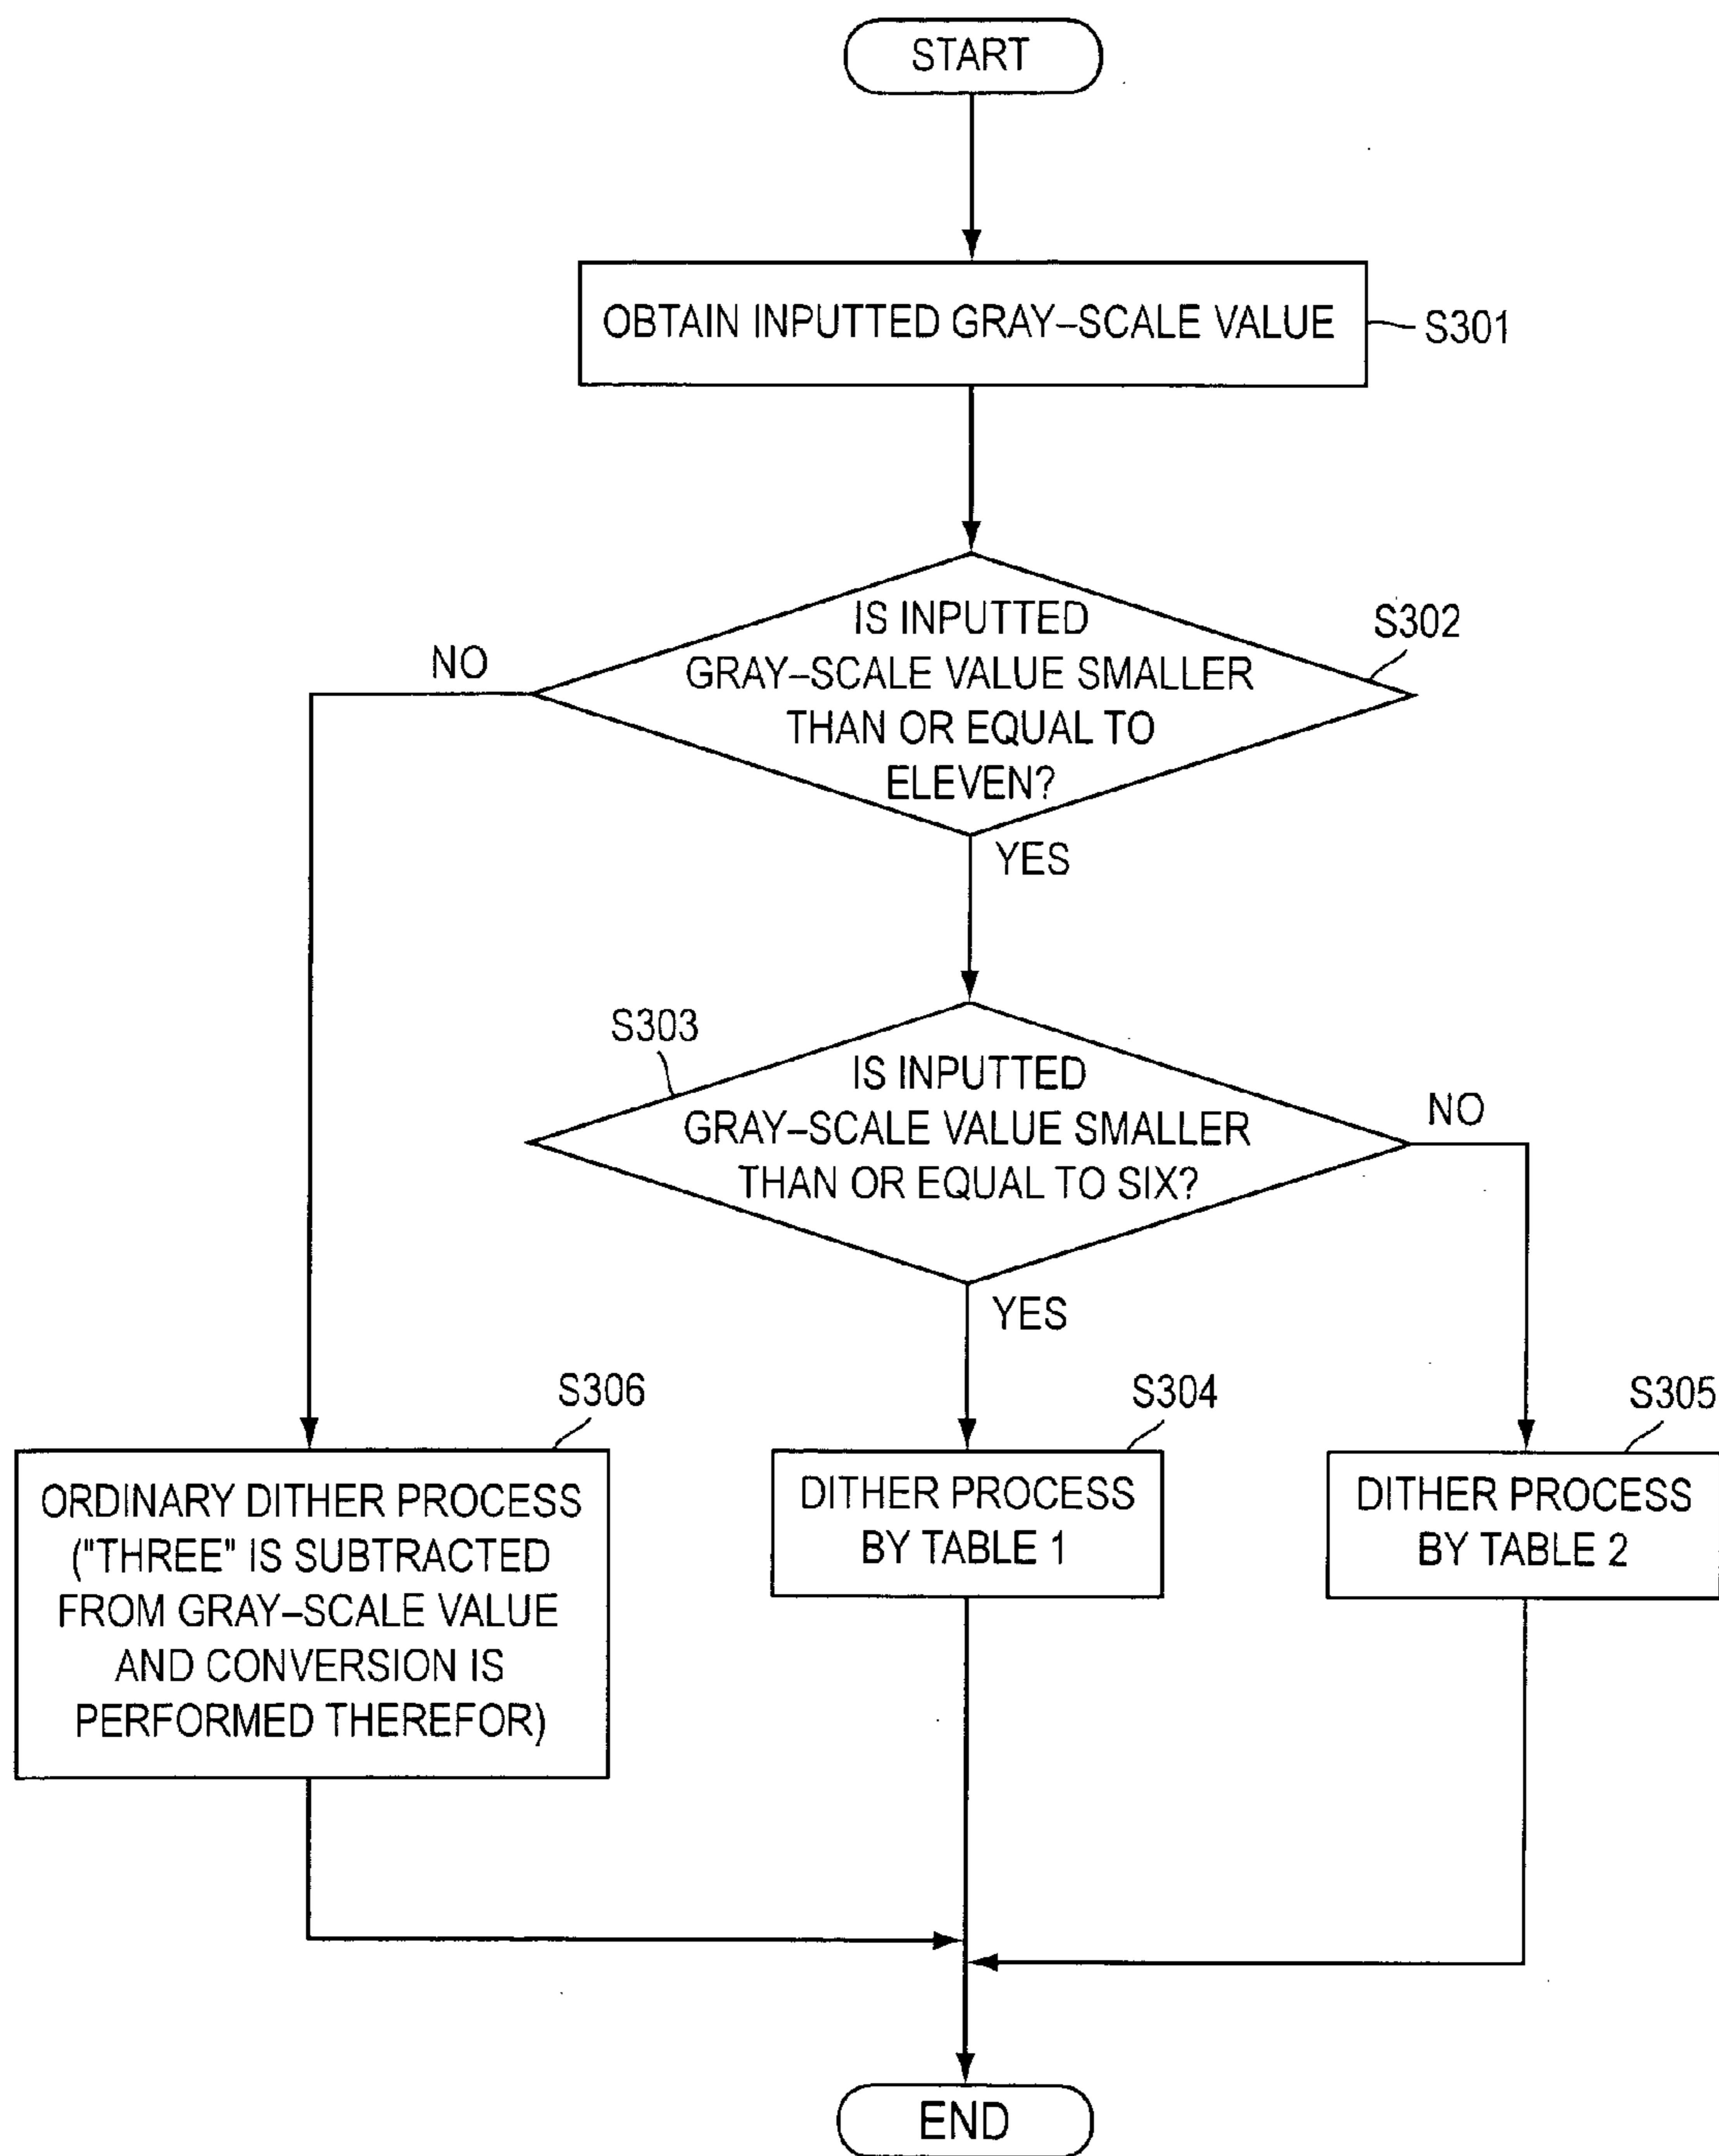 START
OBTAIN INPUTTED GRAY–SCALE VALUE
S301
IS INPUTTED
GRAY–SCALE VALUE SMALLER
THAN OR EQUAL TO
ELEVEN?
S302
NO
YES
S303
IS INPUTTED
GRAY–SCALE VALUE SMALLER
THAN OR EQUAL TO SIX?
NO
YES
S306
ORDINARY DITHER PROCESS
("THREE" IS SUBTRACTED
FROM GRAY–SCALE VALUE
AND CONVERSION IS
PERFORMED THEREFOR)
S304
DITHER PROCESS
BY TABLE 1
S305
DITHER PROCESS
BY TABLE 2
END